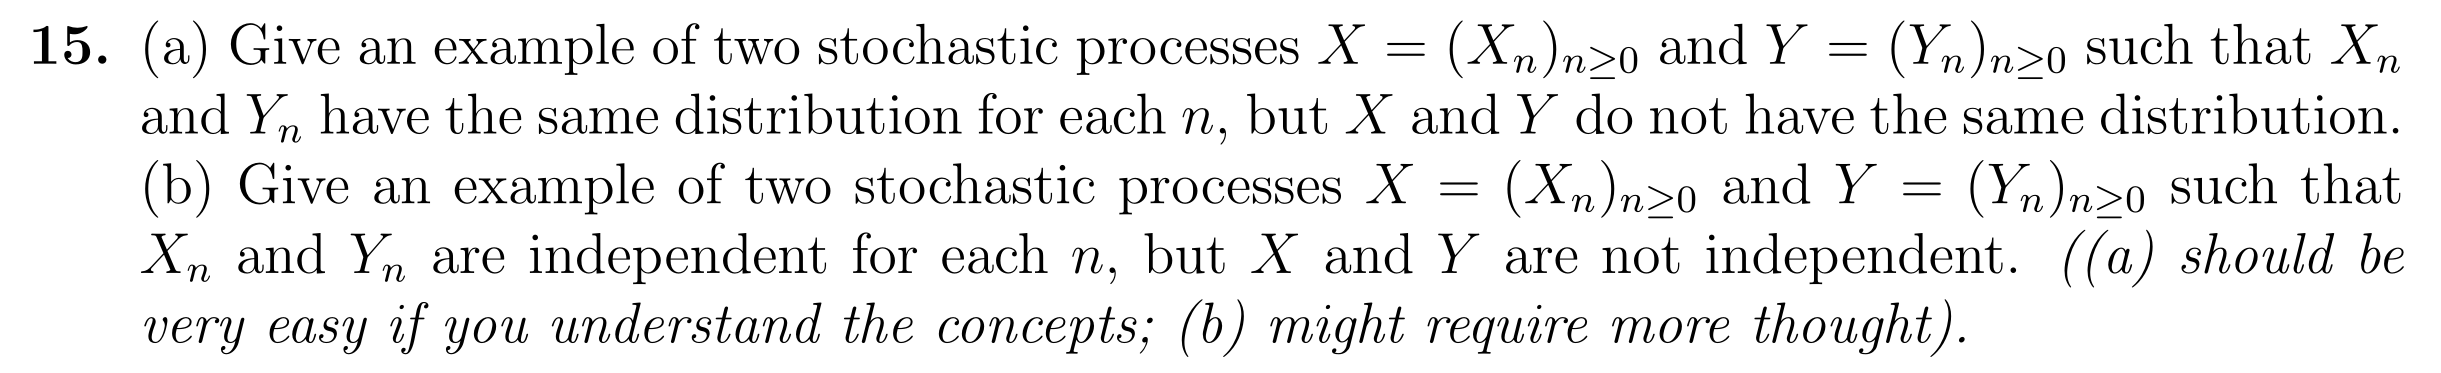 15. (a) Give an example of two stochastic processes X = (Xₙ)ₙ≥₀ and Y = (Yₙ)ₙ≥₀ such that Xₙ
and Yₙ have the same distribution for each n, but X and Y do not have the same distribution.
(b) Give an example of two stochastic processes X = (Xₙ)ₙ≥₀ and Y = (Yₙ)ₙ≥₀ such that
Xₙ and Yₙ are independent for each n, but X and Y are not independent. ((a) should be
very easy if you understand the concepts; (b) might require more thought).